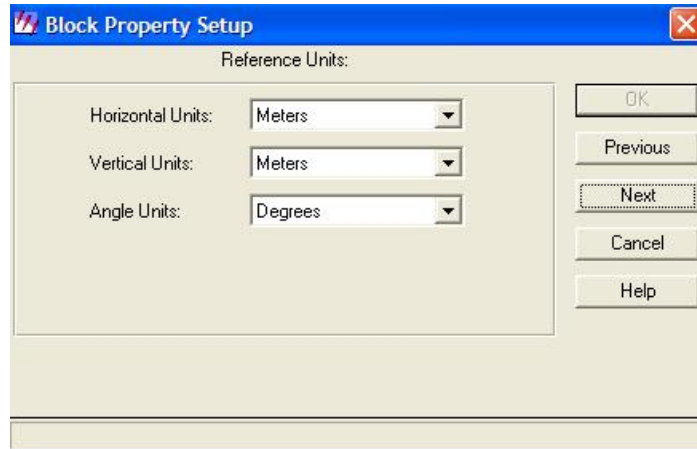 Block Property Setup
Reference Units:
Horizontal Units: Meters
Vertical Units: Meters
Angle Units: Degrees
OK
Previous
Next
Cancel
Help